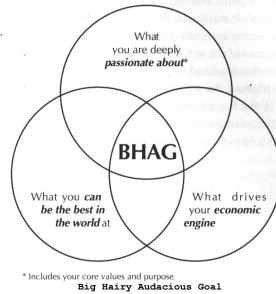 What
you are deeply
passionate about*
BHAG
What you can
be the best in
the world at
What drives
your economic
engine
* Includes your core values and purpose
Big Hairy Audacious Goal